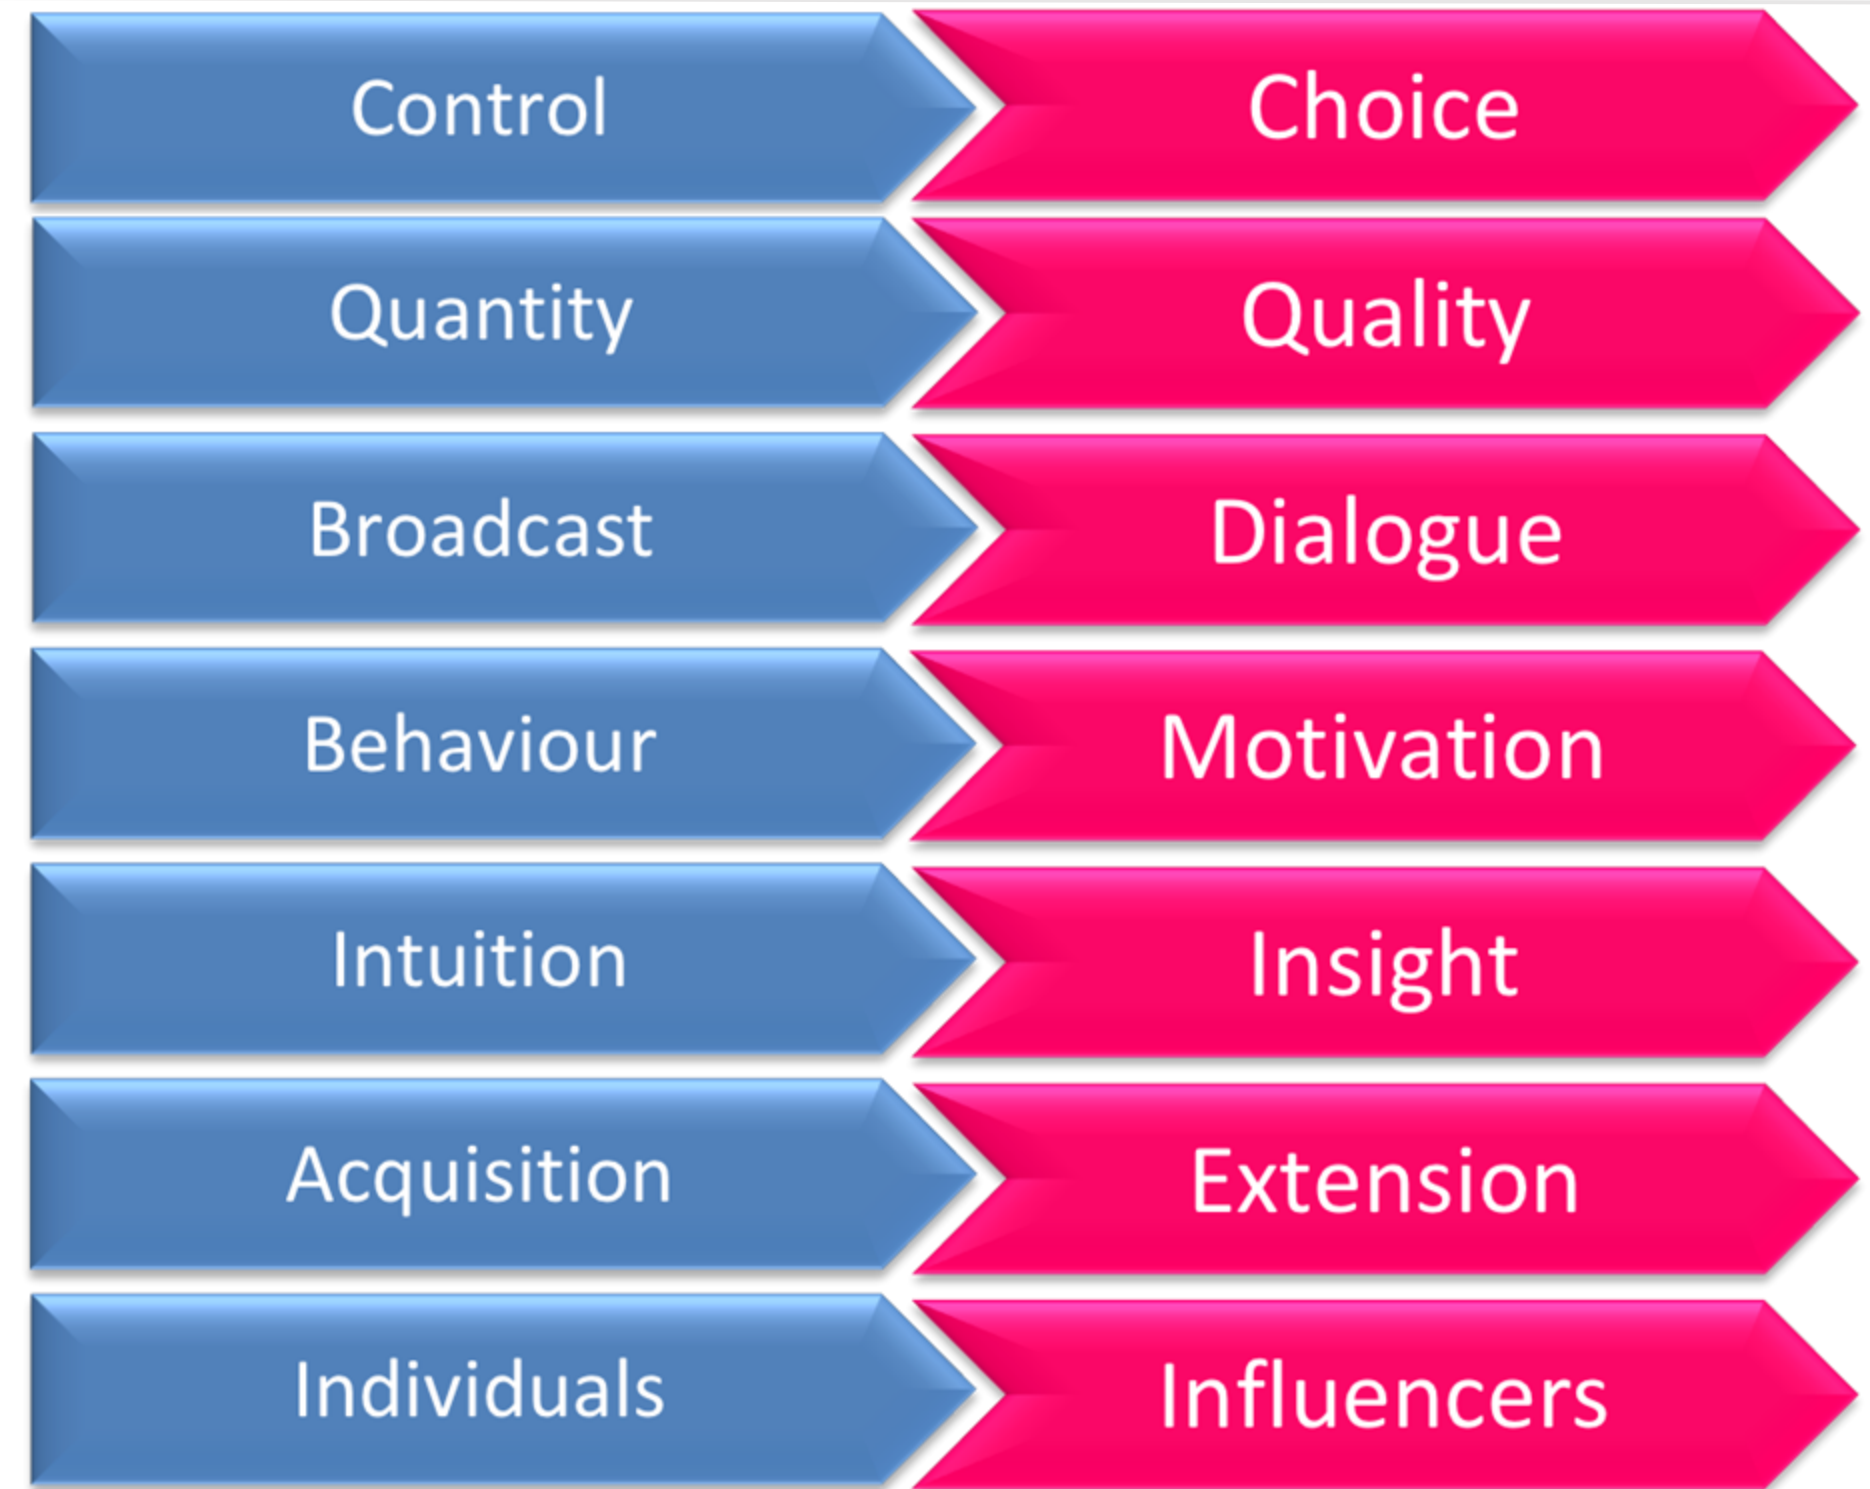 Control
Choice
Quantity
Quality
Broadcast
Dialogue
Behaviour
Motivation
Intuition
Insight
Acquisition
Extension
Individuals
Influencers